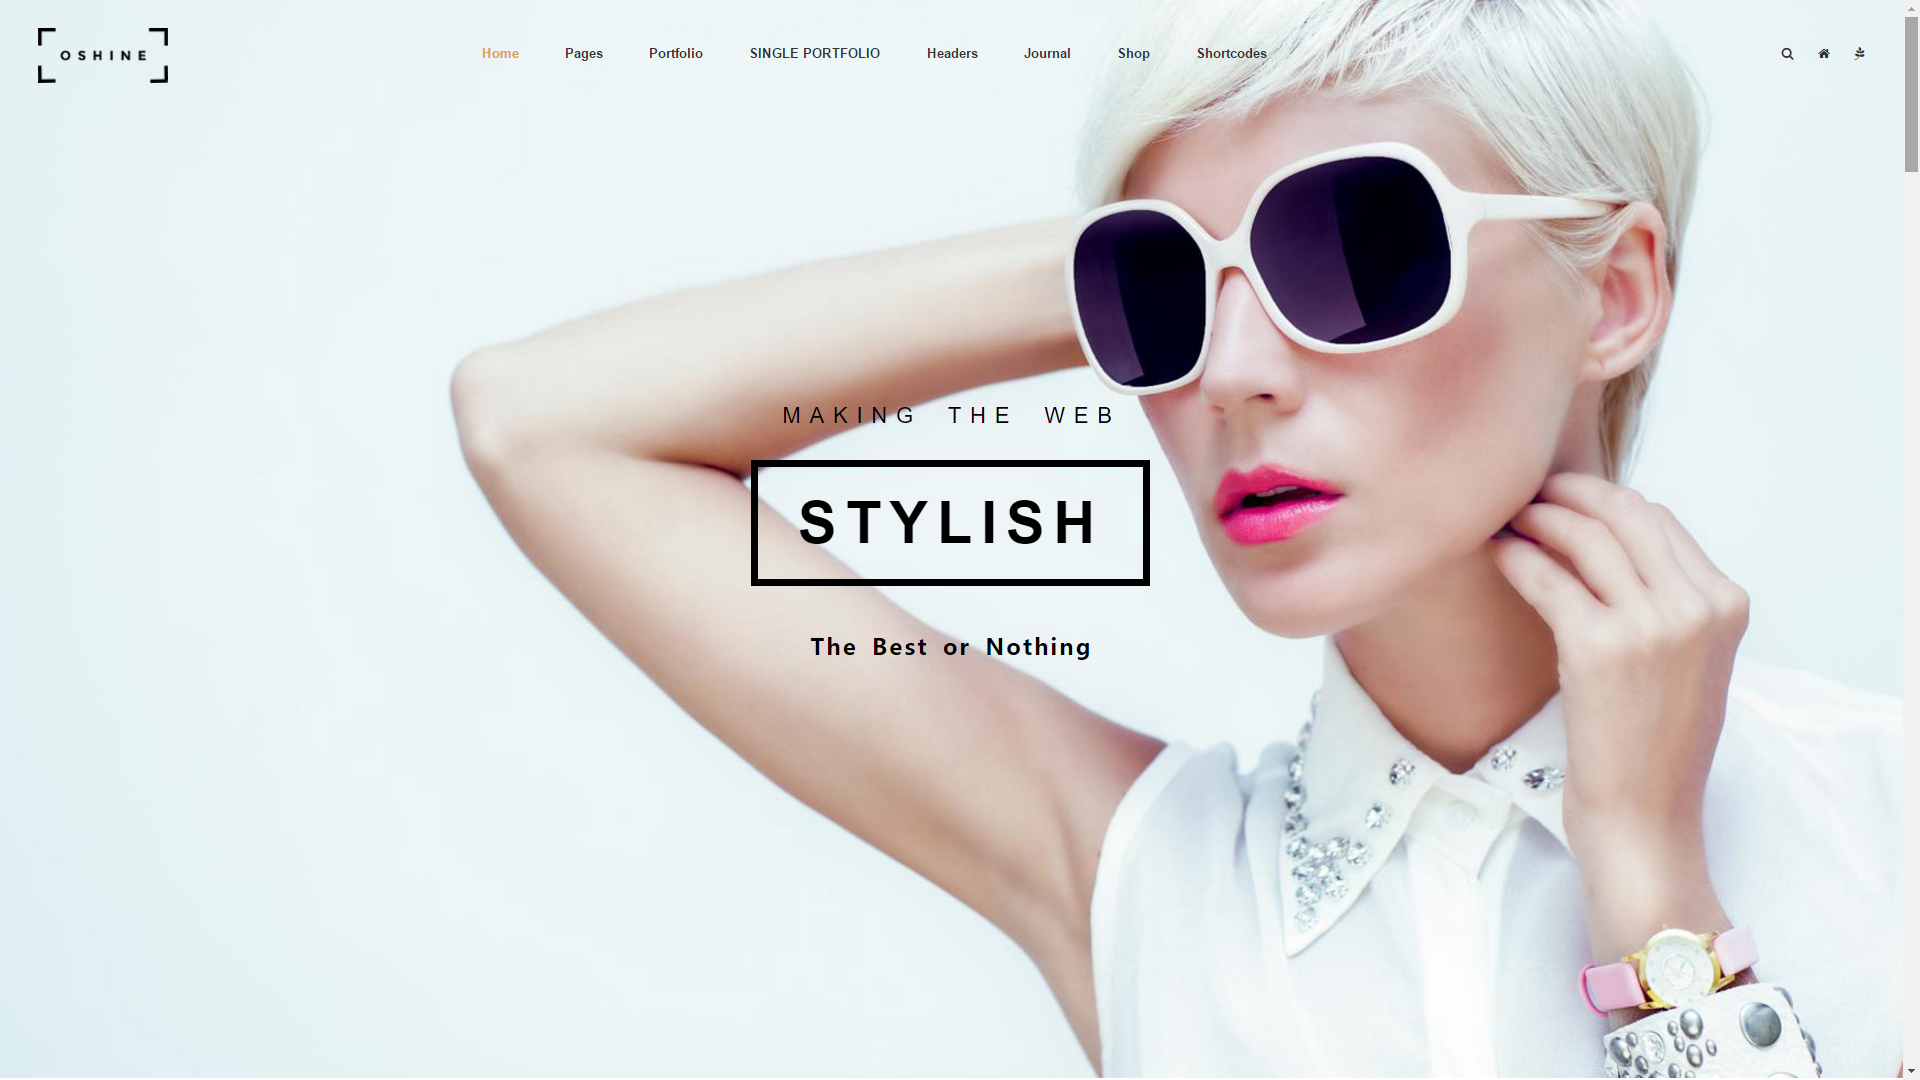 OSHINE
Home Pages Portfolio SINGLE PORTFOLIO Headers Journal Shop Shortcodes
MAKING THE WEB
STYLISH
The Best or Nothing